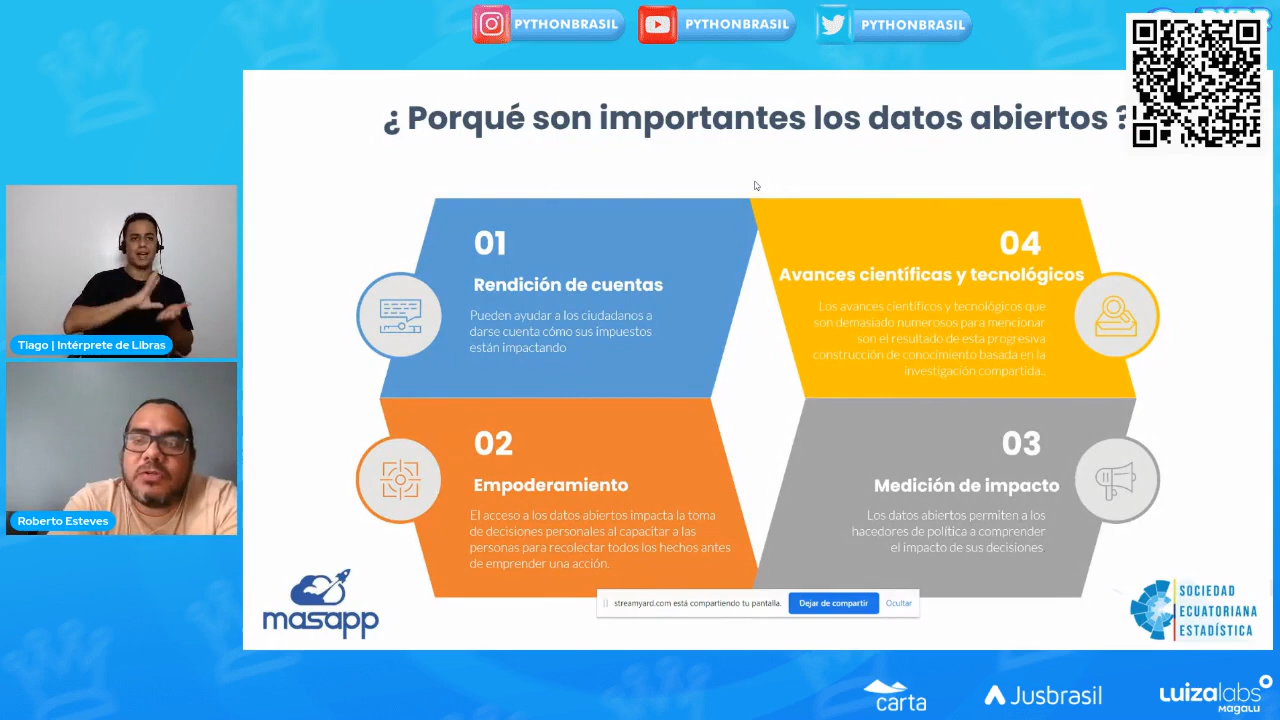 PYTHONBRASIL
PYTHONBRASIL
PYTHONBRASIL
¿ Porqué son importantes los datos abiertos ?
01
Rendición de cuentas
Pueden ayudar a los ciudadanos a
darse cuenta cómo sus impuestos
están impactando
04
Avances científicas y tecnológicos
Los avances científicos y tecnológicos que
son demasiado numerosos para mencionar
son el resultado de esta progresiva
construcción de conocimiento basada en la
investigación compartida..
02
Empoderamiento
El acceso a los datos abiertos impacta la toma
de decisiones personales al capacitar a las
personas para recolectar todos los hechos antes
de emprender una acción.
03
Medición de impacto
Los datos abiertos permiten a los
hacedores de política a comprender
el impacto de sus decisiones.
Tiago | Intérprete de Libras
Roberto Esteves
masapp
streamyard.com está compartiendo tu pantalla.
Dejar de compartir
Ocultar
SOCIEDAD
ECUATORIANA
ESTADÍSTICA
carta
Jusbrasil
Luizalabs
MAGALU